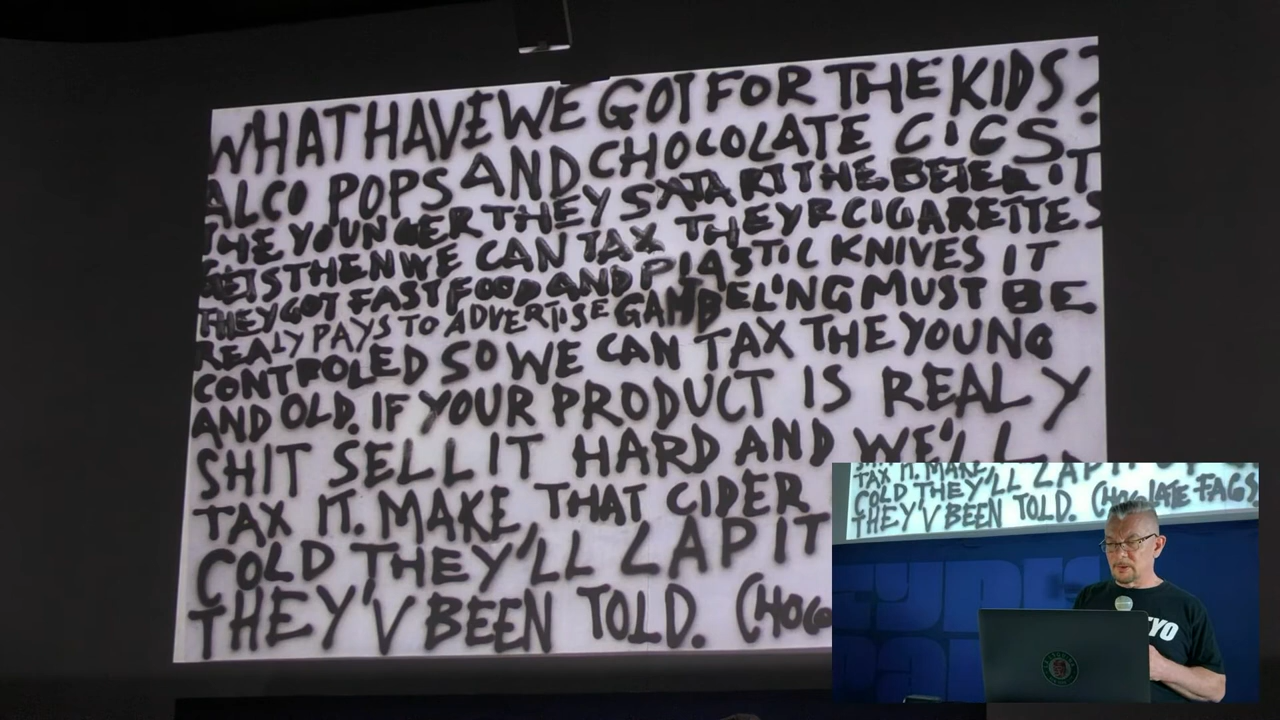 WHAT HAVE WE GOT FOR THE KIDS?
ALCO POPS AND CHOCOLATE CIGS.
THE YOUNGER THEY START THE BETER IT
GETS THEN WE CAN TAX THEYR CIGARETTES
THEY GOT FAST FOOD AND PLASTIC KNIVES IT
REALY PAYS TO ADVERTISE GAMBELING MUST BE
CONTROLED SO WE CAN TAX THE YOUNG
AND OLD. IF YOUR PRODUCT IS REALY
SHIT SELL IT HARD AND WE'LL
TAX IT. MAKE THAT CIDER
COLD THEY'LL LAP IT
THEY'V BEEN TOLD. CHOCO
TAX IT. MAKE
COLD THEY'LL LAP IT
THEY'V BEEN TOLD. CHOCOLATE FAGS